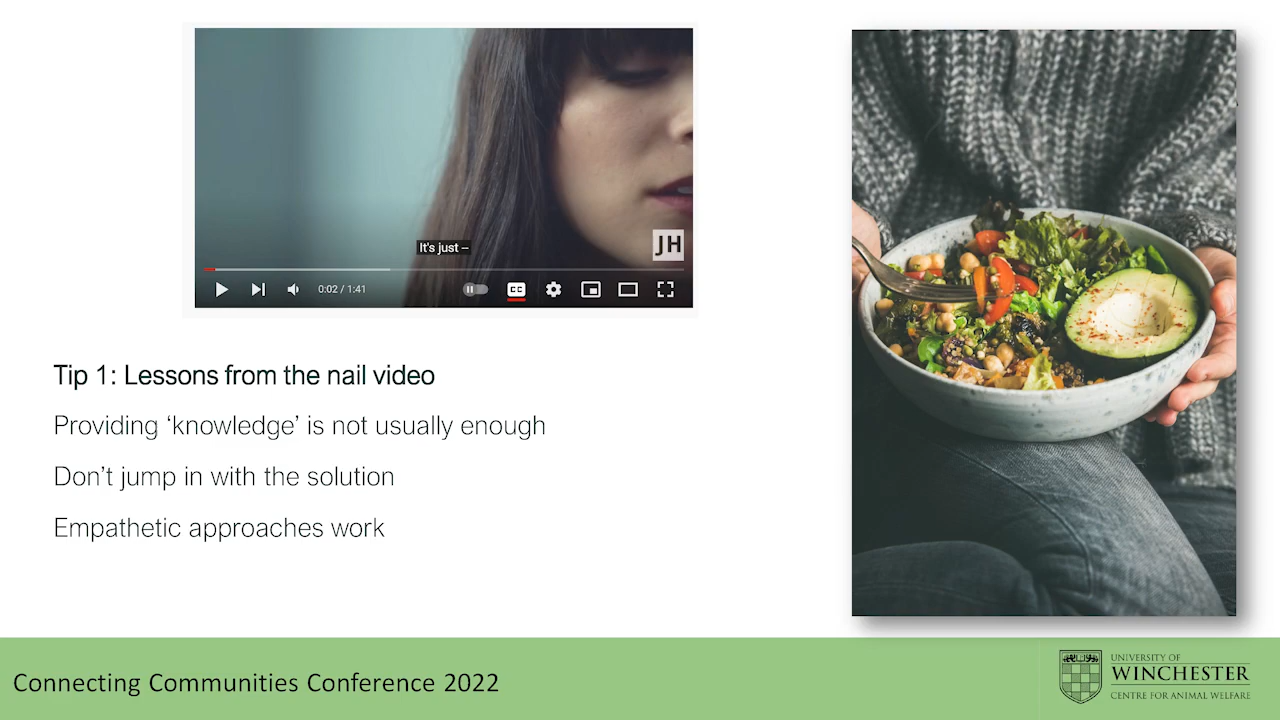 It's just –
JH
0:02 / 1:41
CC
Tip 1: Lessons from the nail video
Providing ‘knowledge’ is not usually enough
Don’t jump in with the solution
Empathetic approaches work
Connecting Communities Conference 2022
UNIVERSITY OF
WINCHESTER
CENTRE FOR ANIMAL WELFARE